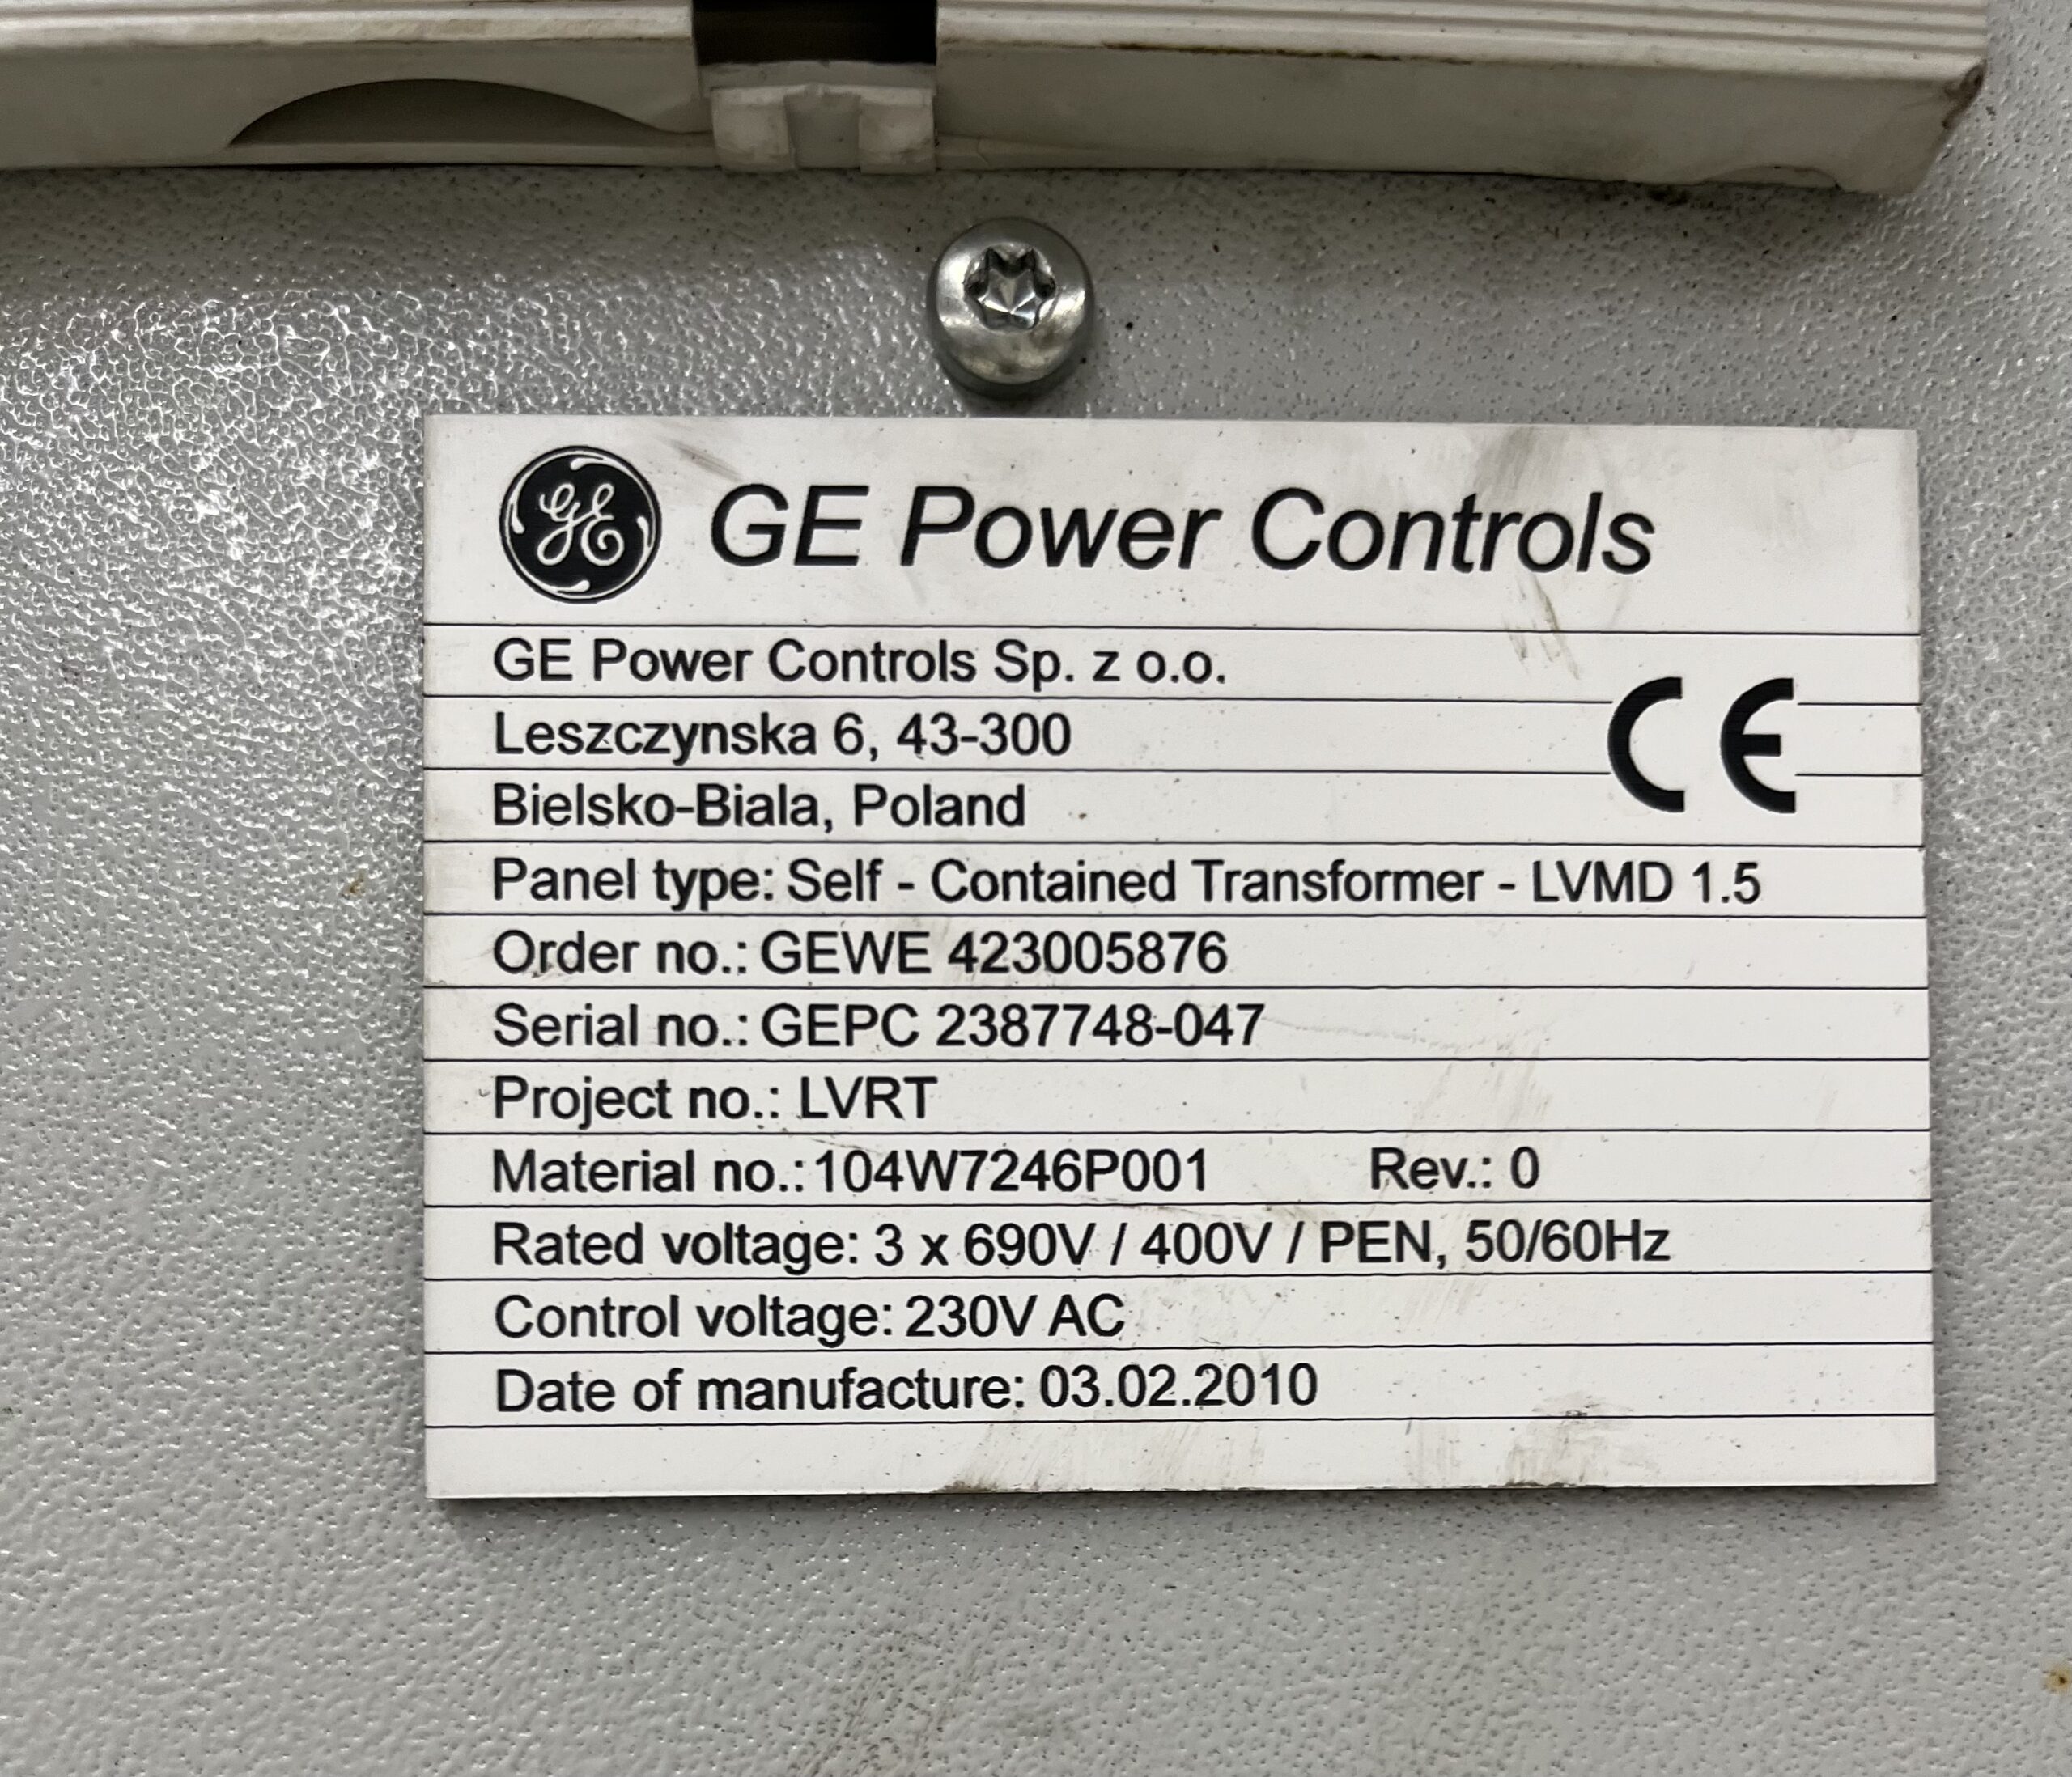 GE GE Power Controls
GE Power Controls Sp. z o.o.
Leszczynska 6, 43-300
CE
Bielsko-Biala, Poland
Panel type: Self - Contained Transformer - LVMD 1.5
Order no.: GEWE 423005876
Serial no.: GEPC 2387748-047
Project no.: LVRT
Material no.: 104W7246P001 Rev.: 0
Rated voltage: 3 x 690V / 400V / PEN, 50/60Hz
Control voltage: 230V AC
Date of manufacture: 03.02.2010